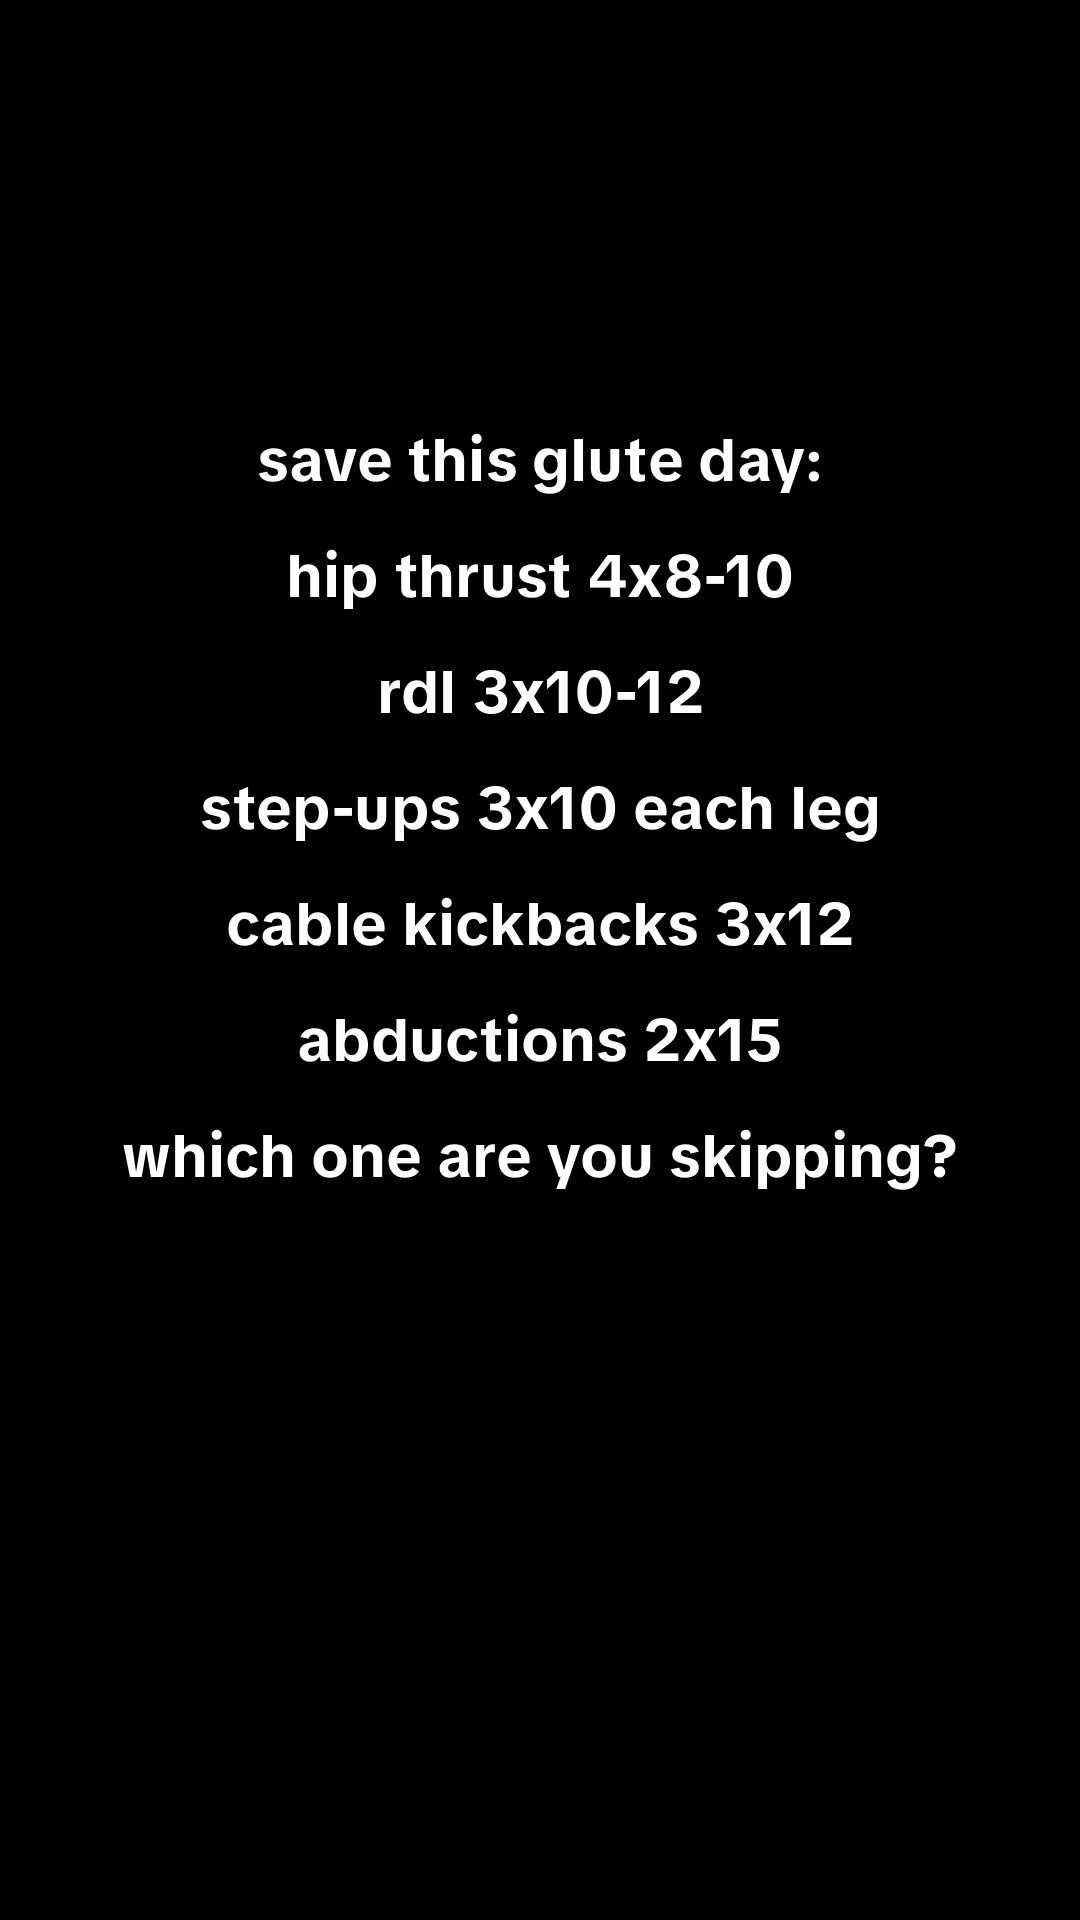 save this glute day:
hip thrust 4x8-10
rdl 3x10-12
step-ups 3x10 each leg
cable kickbacks 3x12
abductions 2x15
which one are you skipping?